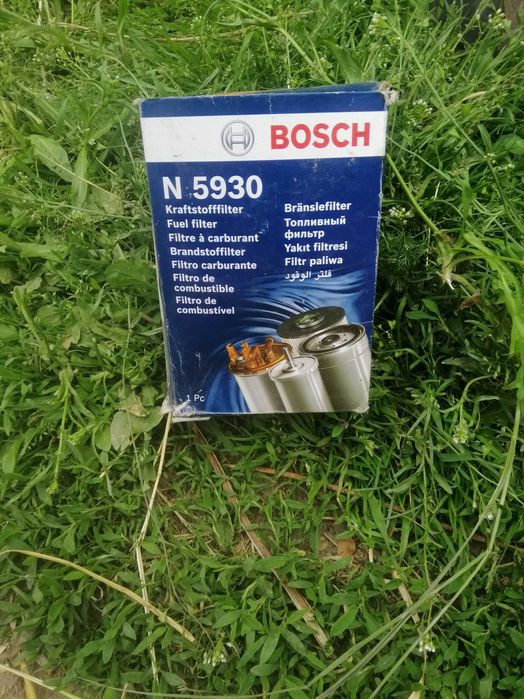 BOSCH
N 5930
Kraftstofffilter
Fuel filter
Filtre à carburant
Brandstoffilter
Filtro carburante
Filtro de
combustible
Filtro de
combustível
Bränslefilter
Топливный
фильтр
Yakıt filtresi
Filtr paliwa
فلتر الوقود
1 Pc